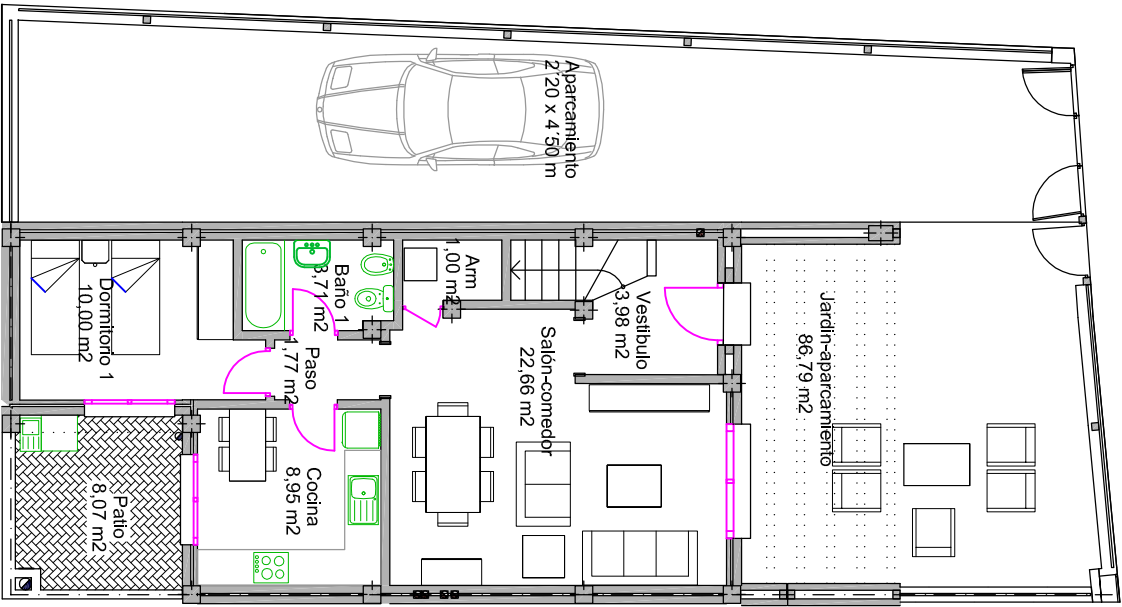 Aparcamiento
2'20 x 4'50 m
Dormitorio 1
10,00 m2
Baño 1
3,71 m2
Arm
1,00 m2
Vestibulo
3,98 m2
Paso
1,77 m2
Salón-comedor
22,66 m2
Jardin-aparcamiento
86,79 m2
Cocina
8,95 m2
Patio
8,07 m2